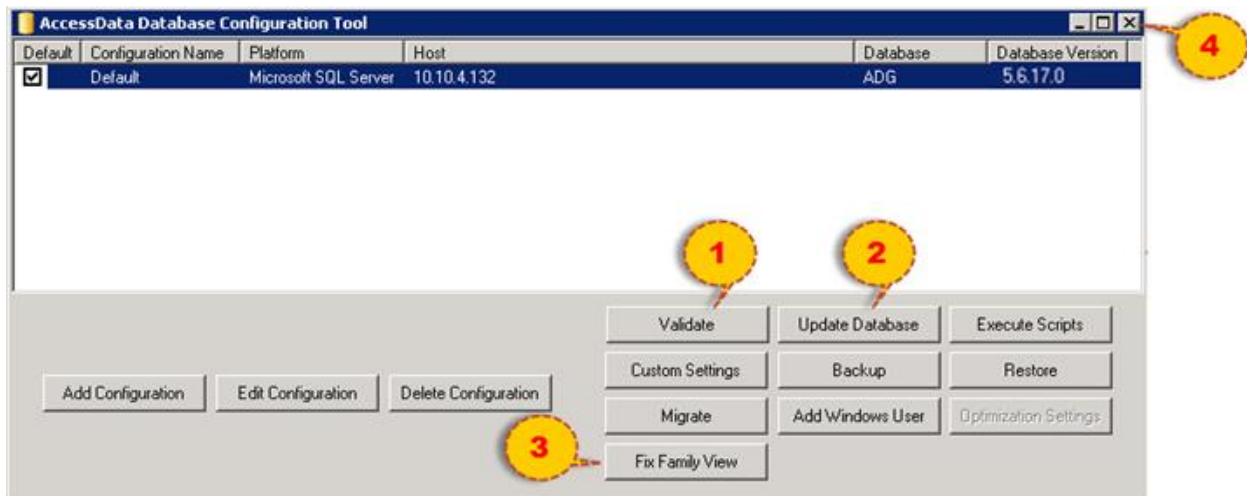 AccessData Database Configuration Tool
Default Configuration Name Platform Host Database Database Version
Default Microsoft SQL Server 10.10.4.132 ADG 5.6.17.0
4
1
2
Validate Update Database Execute Scripts
Custom Settings Backup Restore
Add Configuration Edit Configuration Delete Configuration
Migrate Add Windows User Optimization Settings
3
Fix Family View